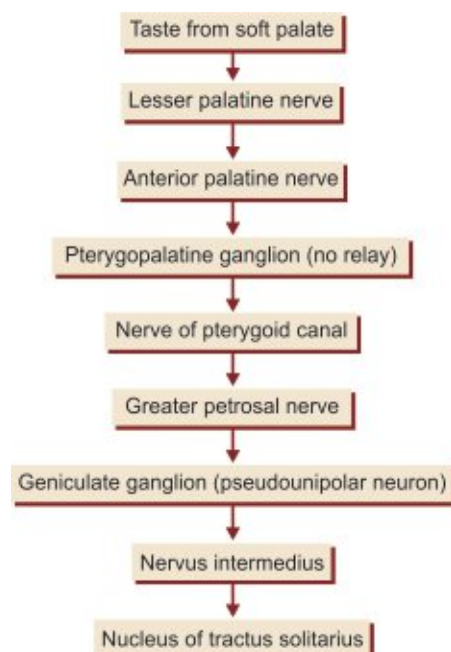 Taste from soft palate
Lesser palatine nerve
Anterior palatine nerve
Pterygopalatine ganglion (no relay)
Nerve of pterygoid canal
Greater petrosal nerve
Geniculate ganglion (pseudounipolar neuron)
Nervus intermedius
Nucleus of tractus solitarius